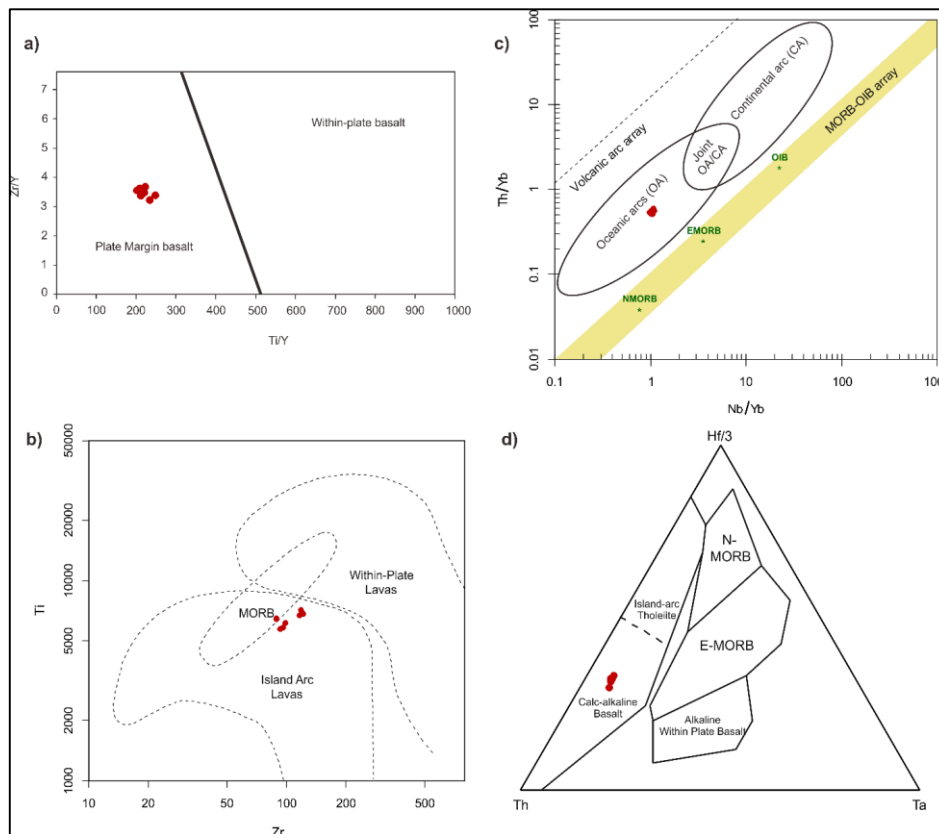 a)
Zr/Y
7
6
5
4
3
2
1
0
Within-plate basalt
Plate Margin basalt
0 100 200 300 400 500 600 700 800 900 1000
Ti/Y
b)
Ti
50000
20000
10000
5000
2000
1000
Within-Plate
Lavas
MORB
Island Arc
Lavas
10 20 50 100 200 500
Zr
c)
Th/Yb
100
10
1
0.1
0.01
Volcanic arc array
Continental arc (CA)
MORB-OIB array
Joint
OA/CA
Oceanic arcs (OA)
OIB
EMORB
NMORB
0.1 1 10 100 1000
Nb/Yb
d)
Hf/3
N-
MORB
Island-arc
Tholeiite
E-MORB
Calc-alkaline
Basalt
Alkaline
Within Plate Basalt
Th Ta